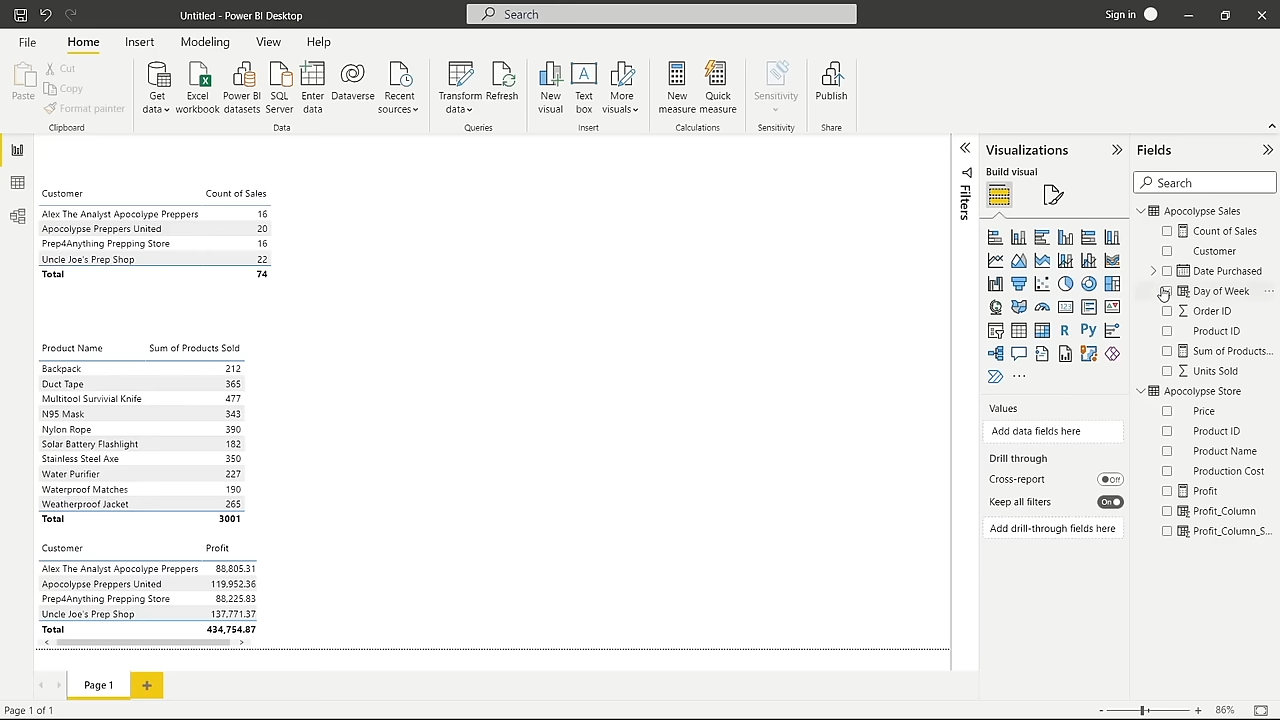 Untitled - Power BI Desktop
Search
Sign in
File Home Insert Modeling View Help
Paste
Cut
Copy
Format painter
Clipboard
Get data
Excel workbook
Power BI datasets
SQL Server
Enter data
Dataverse
Recent sources
Data
Transform data
Refresh
Queries
New visual
Text box
More visuals
Insert
New measure
Quick measure
Calculations
Sensitivity
Sensitivity
Publish
Share
Customer Count of Sales
Alex The Analyst Apocolype Preppers 16
Apocolypse Preppers United 20
Prep4Anything Prepping Store 16
Uncle Joe's Prep Shop 22
Total 74
Product Name Sum of Products Sold
Backpack 212
Duct Tape 365
Multitool Survivial Knife 477
N95 Mask 343
Nylon Rope 390
Solar Battery Flashlight 182
Stainless Steel Axe 350
Water Purifier 227
Waterproof Matches 190
Weatherproof Jacket 265
Total 3001
Customer Profit
Alex The Analyst Apocolype Preppers 88,805.31
Apocolypse Preppers United 119,952.36
Prep4Anything Prepping Store 88,225.83
Uncle Joe's Prep Shop 137,771.37
Total 434,754.87
Filters
Visualizations
Build visual
R Py
Values
Add data fields here
Drill through
Cross-report Off
Keep all filters On
Add drill-through fields here
Fields
Search
Apocolypse Sales
Count of Sales
Customer
Date Purchased
Day of Week
Order ID
Product ID
Sum of Products...
Units Sold
Apocolypse Store
Price
Product ID
Product Name
Production Cost
Profit
Profit_Column
Profit_Column_S...
Page 1
Page 1 of 1
86%